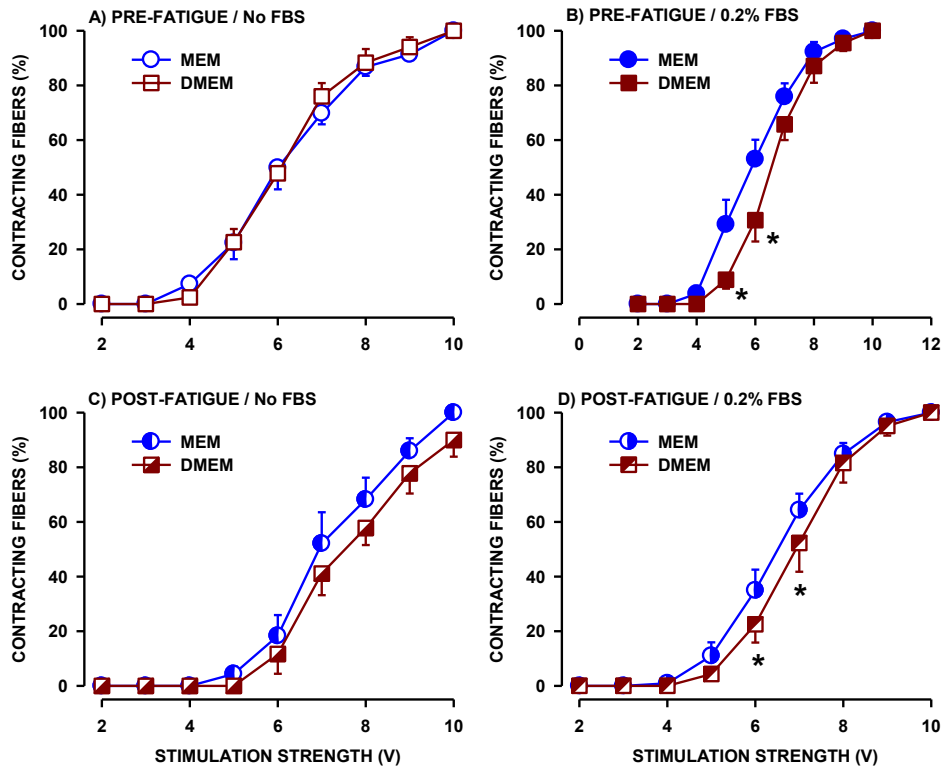 A) PRE-FATIGUE / No FBS
MEM
DMEM
CONTRACTING FIBERS (%)
100
80
60
40
20
0
2 4 6 8 10
B) PRE-FATIGUE / 0.2% FBS
MEM
DMEM
CONTRACTING FIBERS (%)
100
80
60
40
20
0
*
*
0 2 4 6 8 10 12
C) POST-FATIGUE / No FBS
MEM
DMEM
CONTRACTING FIBERS (%)
100
80
60
40
20
0
2 4 6 8 10
STIMULATION STRENGTH (V)
D) POST-FATIGUE / 0.2% FBS
MEM
DMEM
CONTRACTING FIBERS (%)
100
80
60
40
20
0
*
*
2 4 6 8 10
STIMULATION STRENGTH (V)